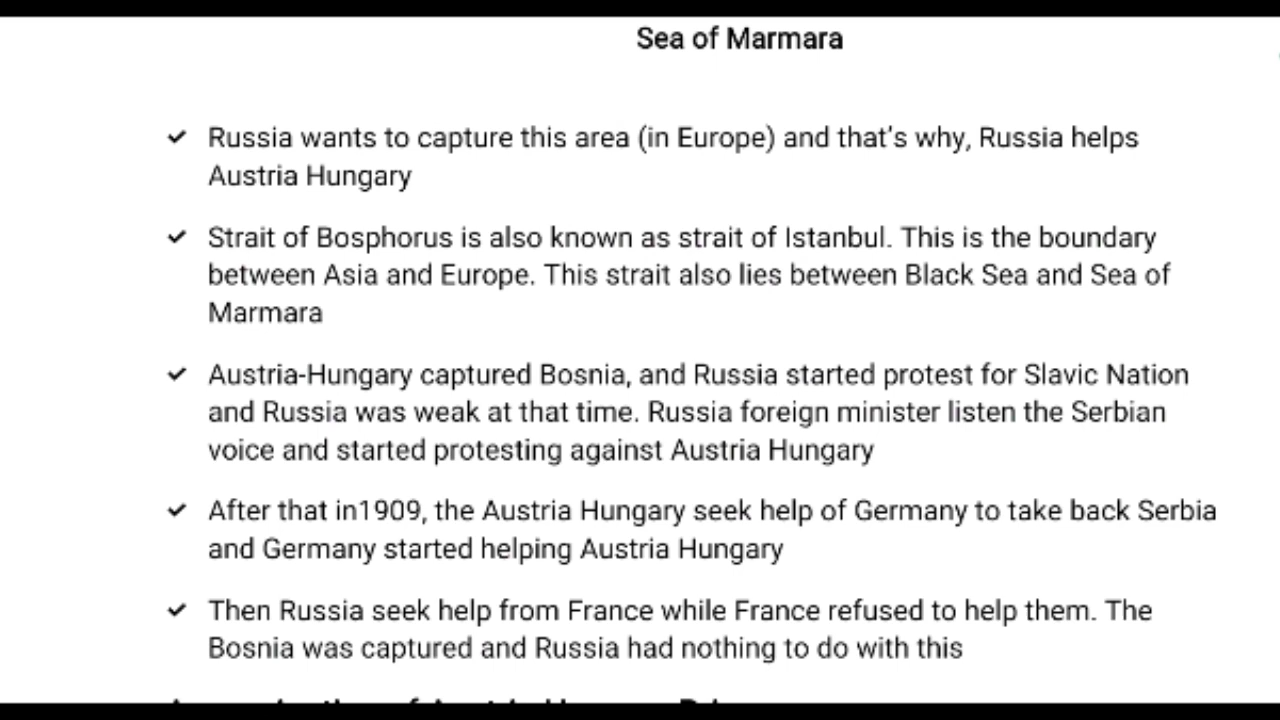 Sea of Marmara
✓ Russia wants to capture this area (in Europe) and that's why, Russia helps
Austria Hungary
✓ Strait of Bosphorus is also known as strait of Istanbul. This is the boundary
between Asia and Europe. This strait also lies between Black Sea and Sea of
Marmara
✓ Austria-Hungary captured Bosnia, and Russia started protest for Slavic Nation
and Russia was weak at that time. Russia foreign minister listen the Serbian
voice and started protesting against Austria Hungary
✓ After that in1909, the Austria Hungary seek help of Germany to take back Serbia
and Germany started helping Austria Hungary
✓ Then Russia seek help from France while France refused to help them. The
Bosnia was captured and Russia had nothing to do with this